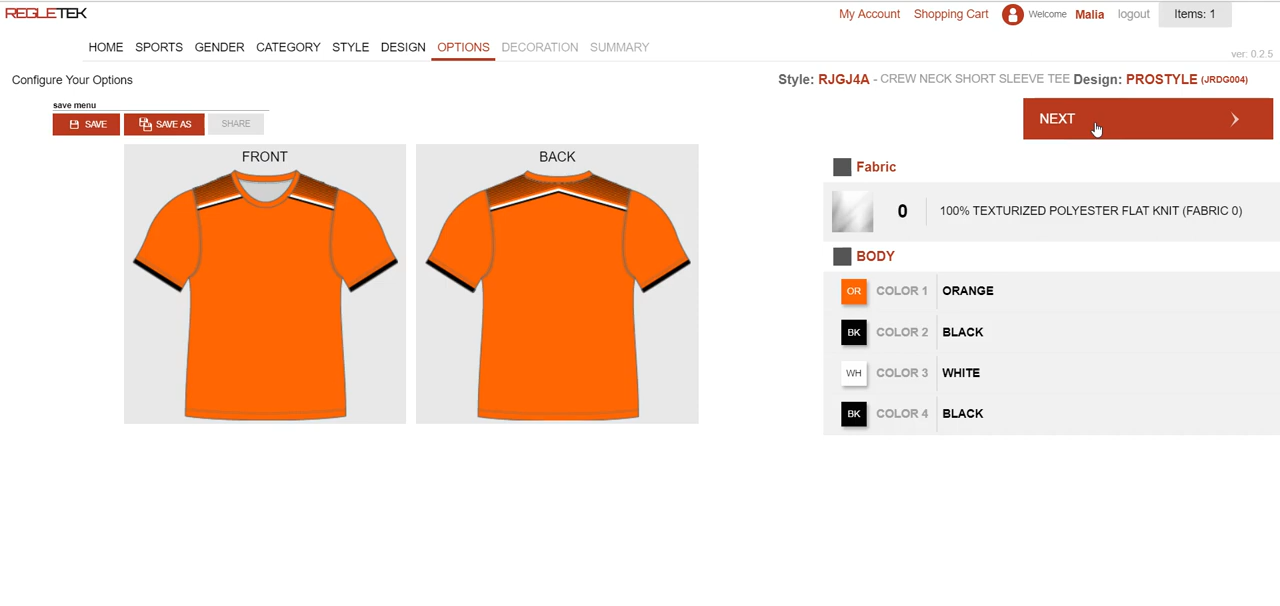 REGLETEK
My Account Shopping Cart Welcome Malia logout Items: 1
HOME SPORTS GENDER CATEGORY STYLE DESIGN OPTIONS DECORATION SUMMARY
ver: 0.2.5
Configure Your Options
Style: RJGJ4A - CREW NECK SHORT SLEEVE TEE Design: PROSTYLE (JRDG004)
save menu
SAVE SAVE AS SHARE
NEXT
FRONT BACK
Fabric
0 100% TEXTURIZED POLYESTER FLAT KNIT (FABRIC 0)
BODY
OR COLOR 1 ORANGE
BK COLOR 2 BLACK
WH COLOR 3 WHITE
BK COLOR 4 BLACK